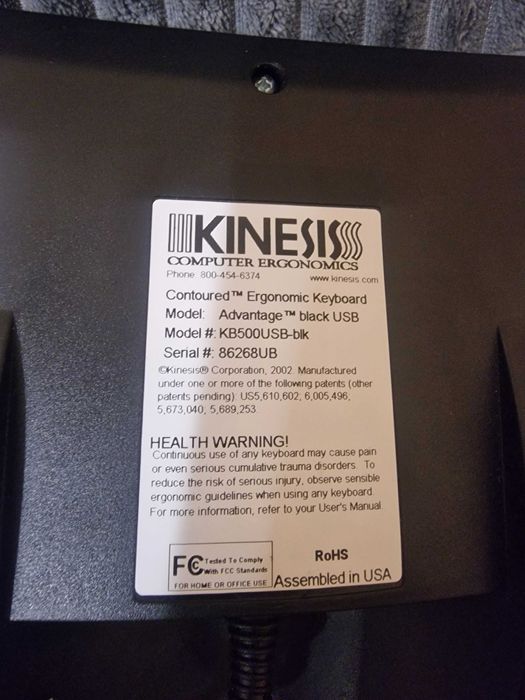 KINESIS
COMPUTER ERGONOMICS
Phone: 800-454-6374 www.kinesis.com
Contoured™ Ergonomic Keyboard
Model: Advantage™ black USB
Model #: KB500USB-blk
Serial #: 86268UB
©Kinesis® Corporation, 2002. Manufactured
under one or more of the following patents (other
patents pending): US5,610,602; 6,005,496,
5,673,040; 5,689,253.
HEALTH WARNING!
Continuous use of any keyboard may cause pain
or even serious cumulative trauma disorders. To
reduce the risk of serious injury, observe sensible
ergonomic guidelines when using any keyboard.
For more information, refer to your User's Manual.
FC Tested To Comply
With FCC Standards
FOR HOME OR OFFICE USE
RoHS
Assembled in USA